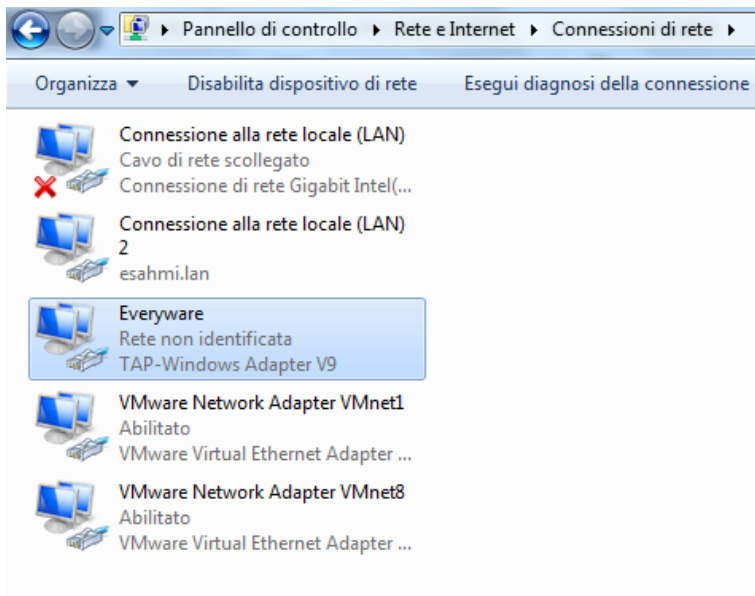 Pannello di controllo ▸ Rete e Internet ▸ Connessioni di rete ▸
Organizza ▾ Disabilita dispositivo di rete Esegui diagnosi della connessione
Connessione alla rete locale (LAN)
Cavo di rete scollegato
Connessione di rete Gigabit Intel(...
Connessione alla rete locale (LAN)
2
esahmi.lan
Everyware
Rete non identificata
TAP-Windows Adapter V9
VMware Network Adapter VMnet1
Abilitato
VMware Virtual Ethernet Adapter ...
VMware Network Adapter VMnet8
Abilitato
VMware Virtual Ethernet Adapter ...